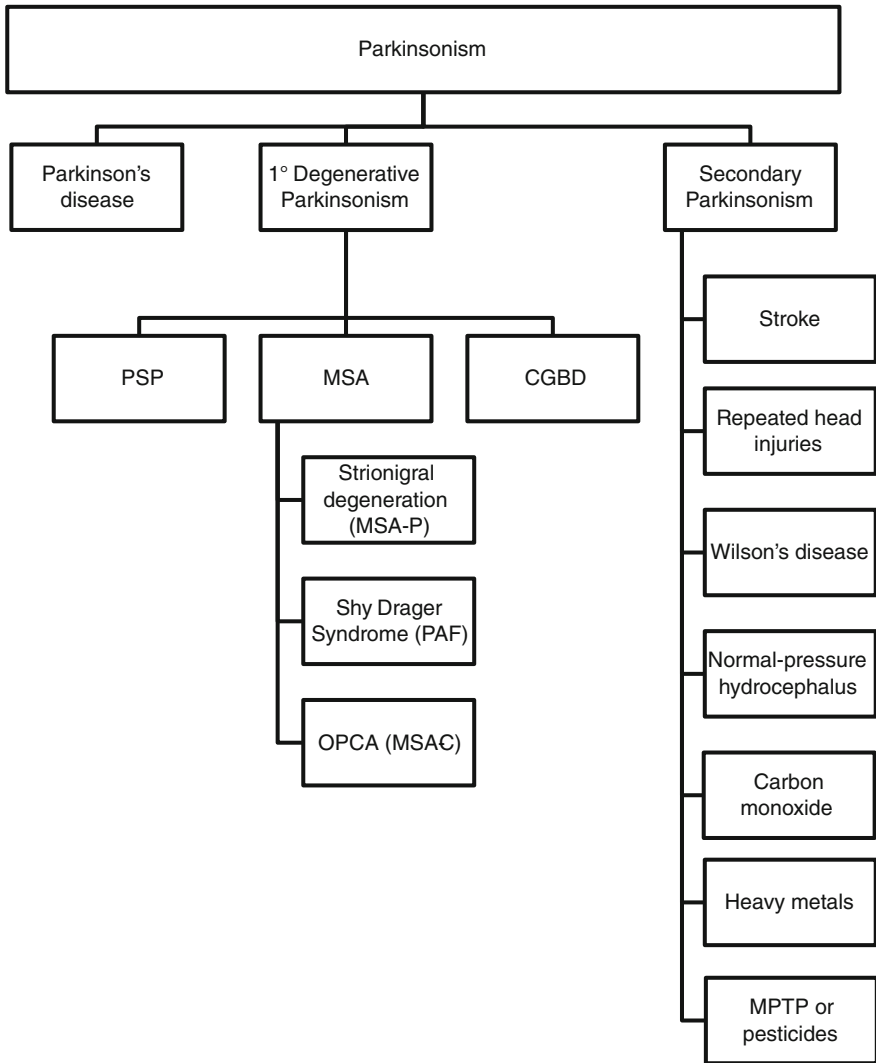 Parkinsonism
Parkinson's
disease
1° Degenerative
Parkinsonism
Secondary
Parkinsonism
PSP
MSA
CGBD
Strionigral
degeneration
(MSA-P)
Shy Drager
Syndrome (PAF)
OPCA (MSA-C)
Stroke
Repeated head
injuries
Wilson's disease
Normal-pressure
hydrocephalus
Carbon
monoxide
Heavy metals
MPTP or
pesticides